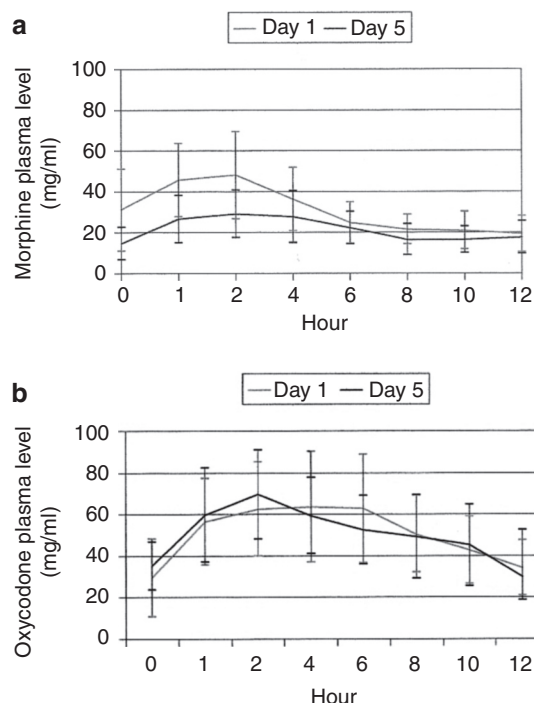 a
Day 1 Day 5
Morphine plasma level
(mg/ml)
100
80
60
40
20
0
0 1 2 4 6 8 10 12
Hour
b
Day 1 Day 5
Oxycodone plasma level
(mg/ml)
100
80
60
40
20
0
0 1 2 4 6 8 10 12
Hour